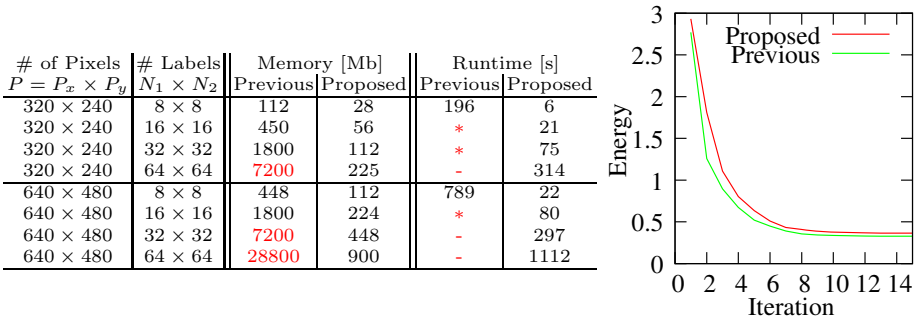 # of Pixels # Labels Memory [Mb] Runtime [s]
P = Px × Py N1 × N2 Previous Proposed Previous Proposed
320 × 240 8 × 8 112 28 196 6
320 × 240 16 × 16 450 56 * 21
320 × 240 32 × 32 1800 112 * 75
320 × 240 64 × 64 7200 225 - 314
640 × 480 8 × 8 448 112 789 22
640 × 480 16 × 16 1800 224 * 80
640 × 480 32 × 32 7200 448 - 297
640 × 480 64 × 64 28800 900 - 1112
3
2.5
2
1.5
1
0.5
0
Energy
Proposed
Previous
0 2 4 6 8 10 12 14
Iteration